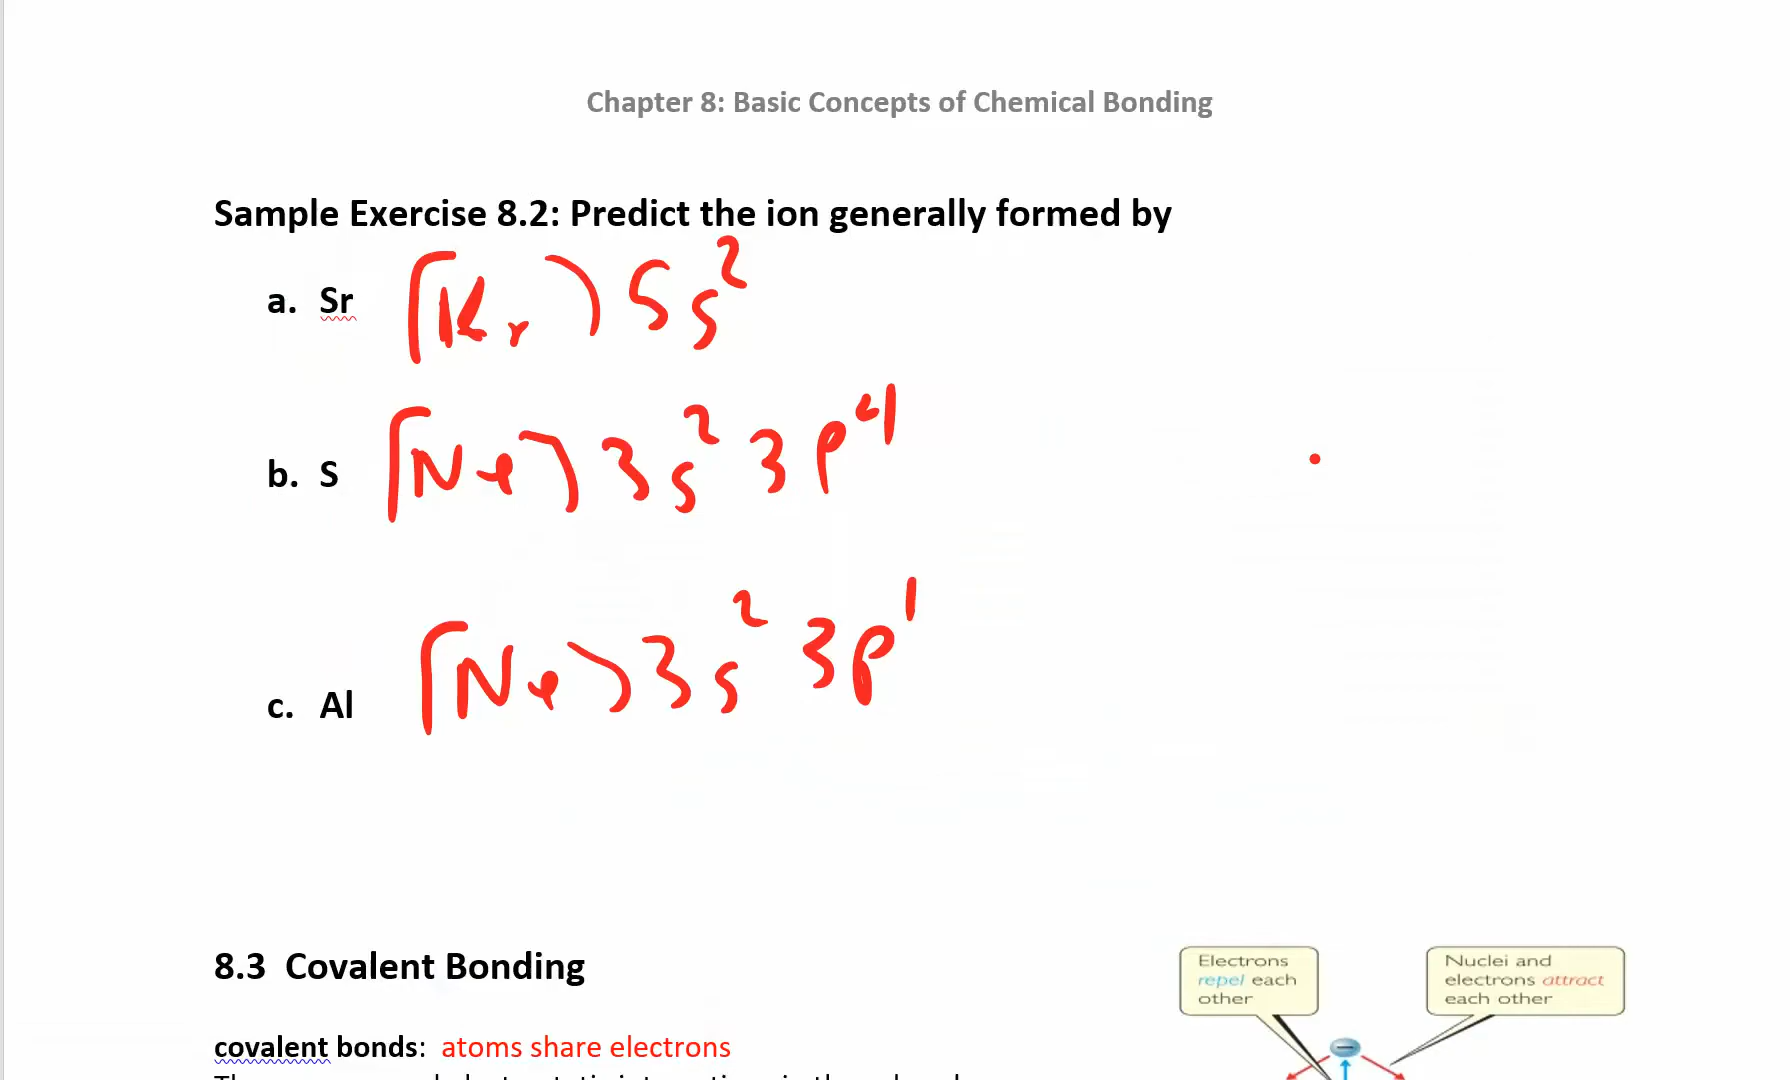 Chapter 8: Basic Concepts of Chemical Bonding
Sample Exercise 8.2: Predict the ion generally formed by
a. Sr [Kr] 5s²
b. S [Ne] 3s² 3p⁴
c. Al [Ne] 3s² 3p¹
8.3 Covalent Bonding
Electrons
repel each
other
Nuclei and
electrons attract
each other
covalent bonds: atoms share electrons